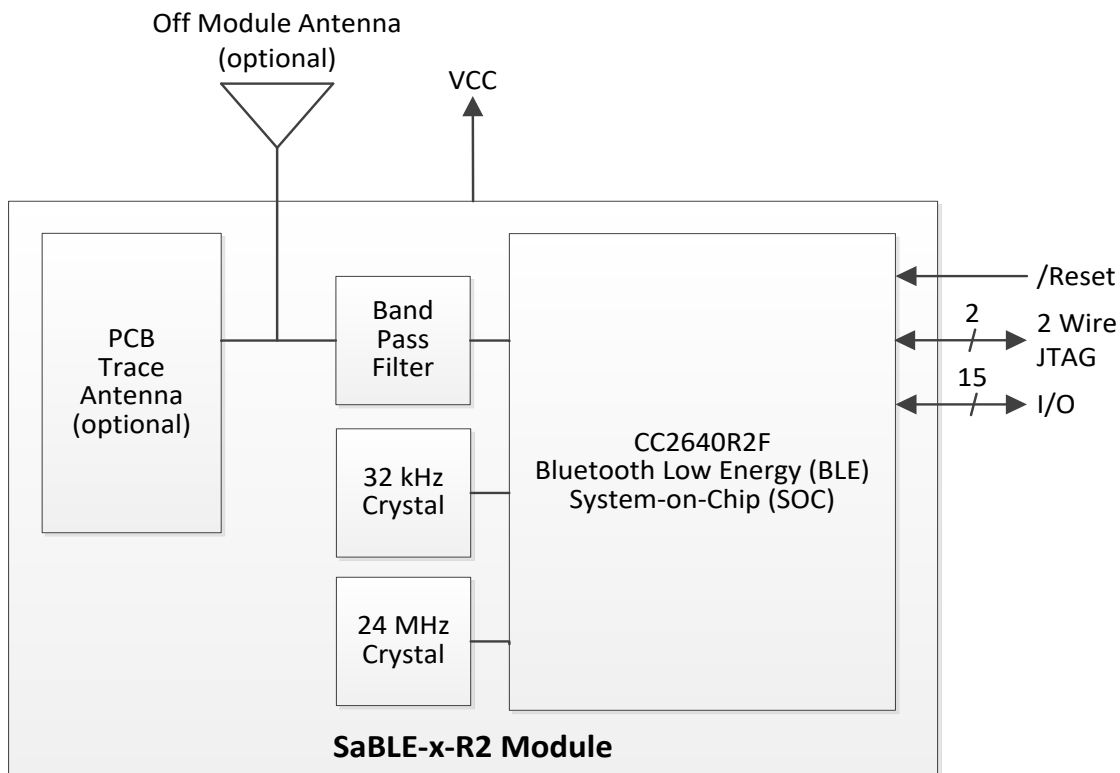 Off Module Antenna
(optional)
VCC
PCB
Trace
Antenna
(optional)
Band
Pass
Filter
32 kHz
Crystal
24 MHz
Crystal
CC2640R2F
Bluetooth Low Energy (BLE)
System-on-Chip (SOC)
/Reset
2
2 Wire
JTAG
15
I/O
SaBLE-x-R2 Module